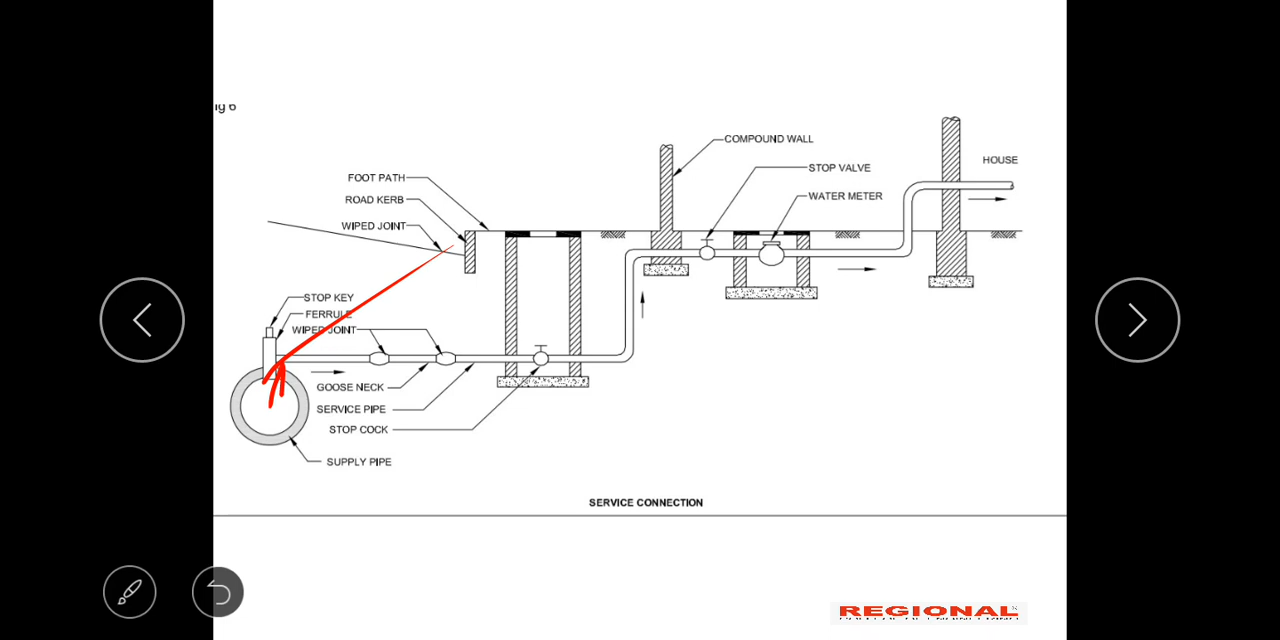 ig 6
COMPOUND WALL
HOUSE
STOP VALVE
FOOT PATH
WATER METER
ROAD KERB
WIPED JOINT
STOP KEY
FERRULE
WIPED JOINT
GOOSE NECK
SERVICE PIPE
STOP COCK
SUPPLY PIPE
SERVICE CONNECTION
REGIONAL